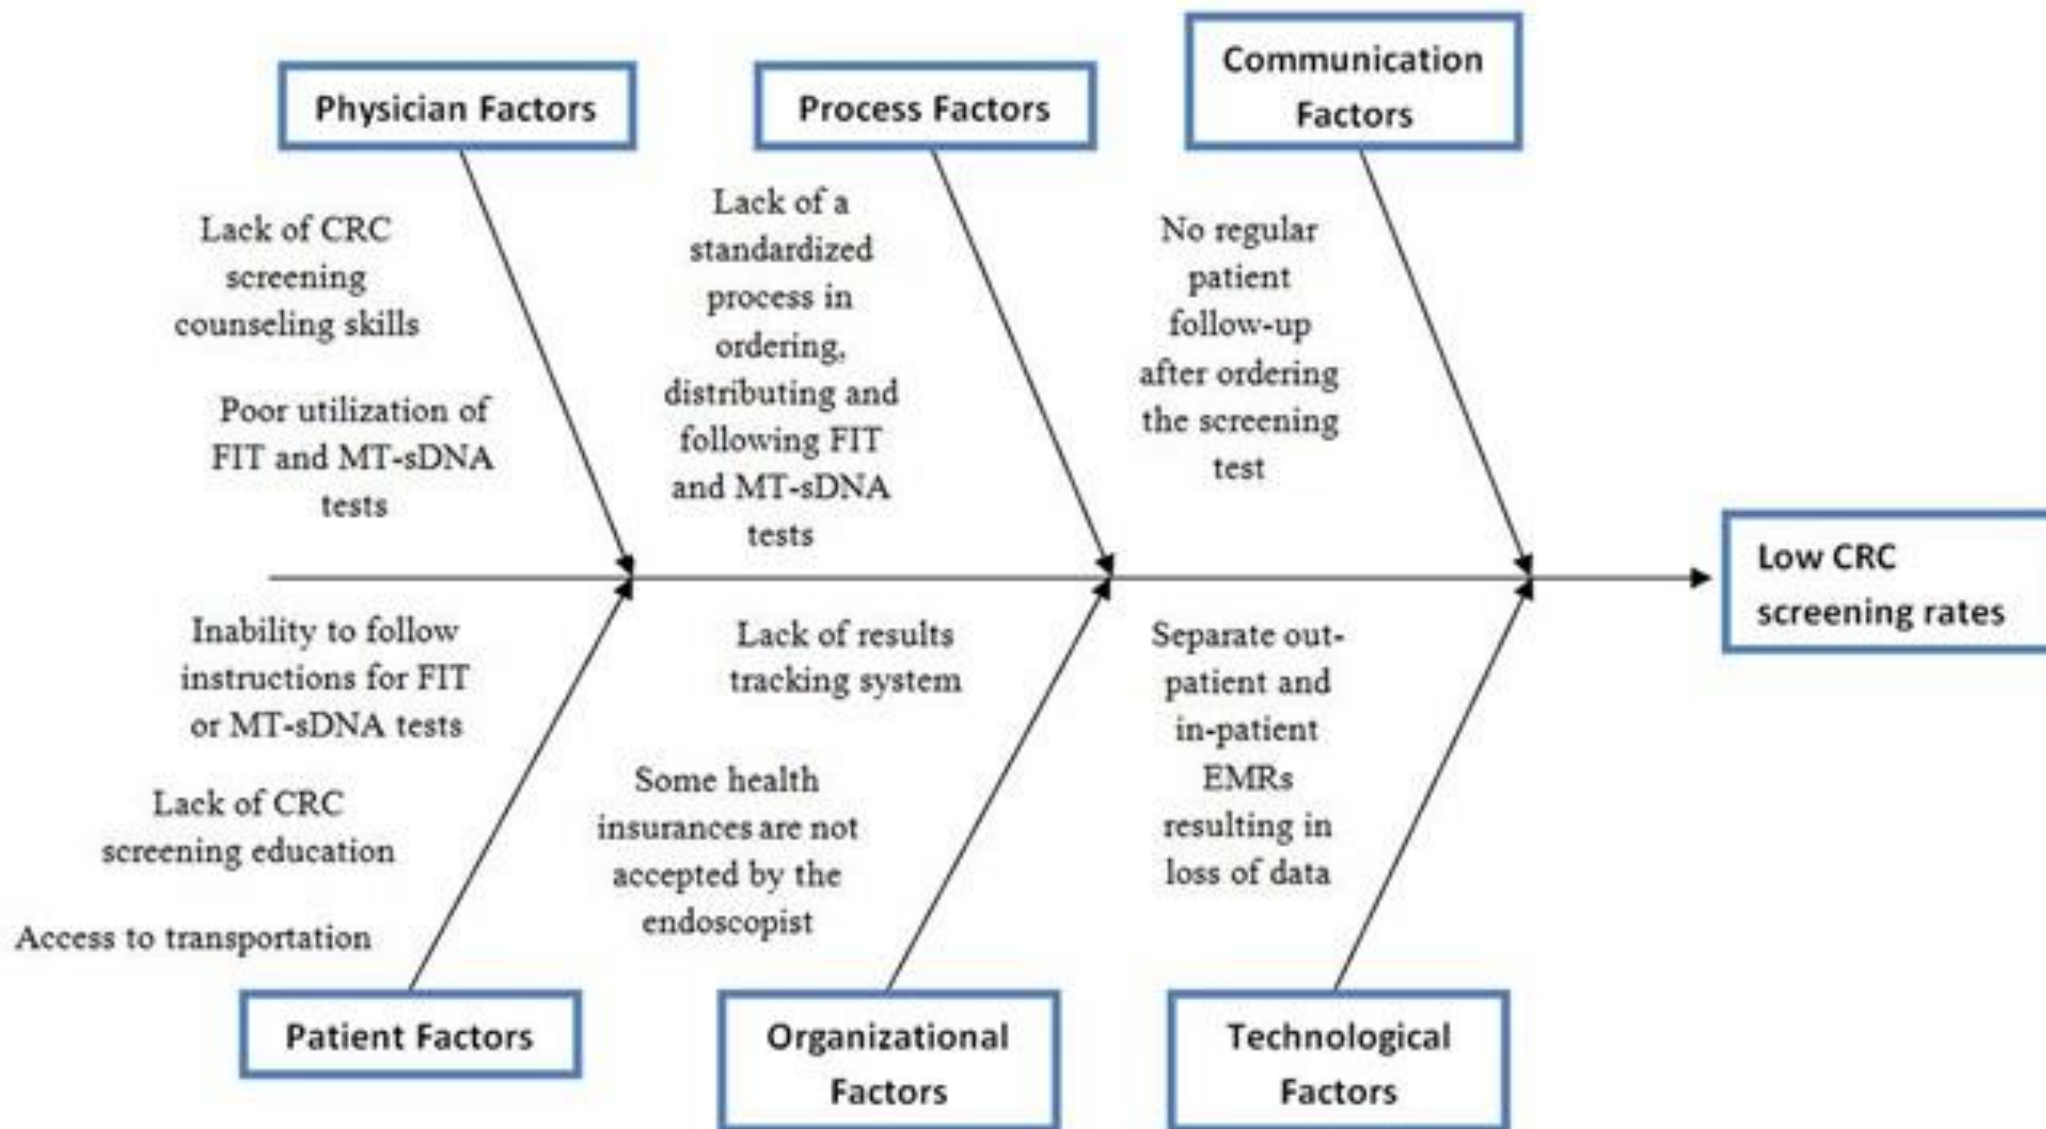 Physician Factors
Process Factors
Communication
Factors
Lack of CRC
screening
counseling skills
Poor utilization of
FIT and MT-sDNA
tests
Lack of a
standardized
process in
ordering,
distributing and
following FIT
and MT-sDNA
tests
No regular
patient
follow-up
after ordering
the screening
test
Low CRC
screening rates
Inability to follow
instructions for FIT
or MT-sDNA tests
Lack of CRC
screening education
Access to transportation
Lack of results
tracking system
Some health
insurances are not
accepted by the
endoscopist
Separate out-
patient and
in-patient
EMRs
resulting in
loss of data
Patient Factors
Organizational
Factors
Technological
Factors